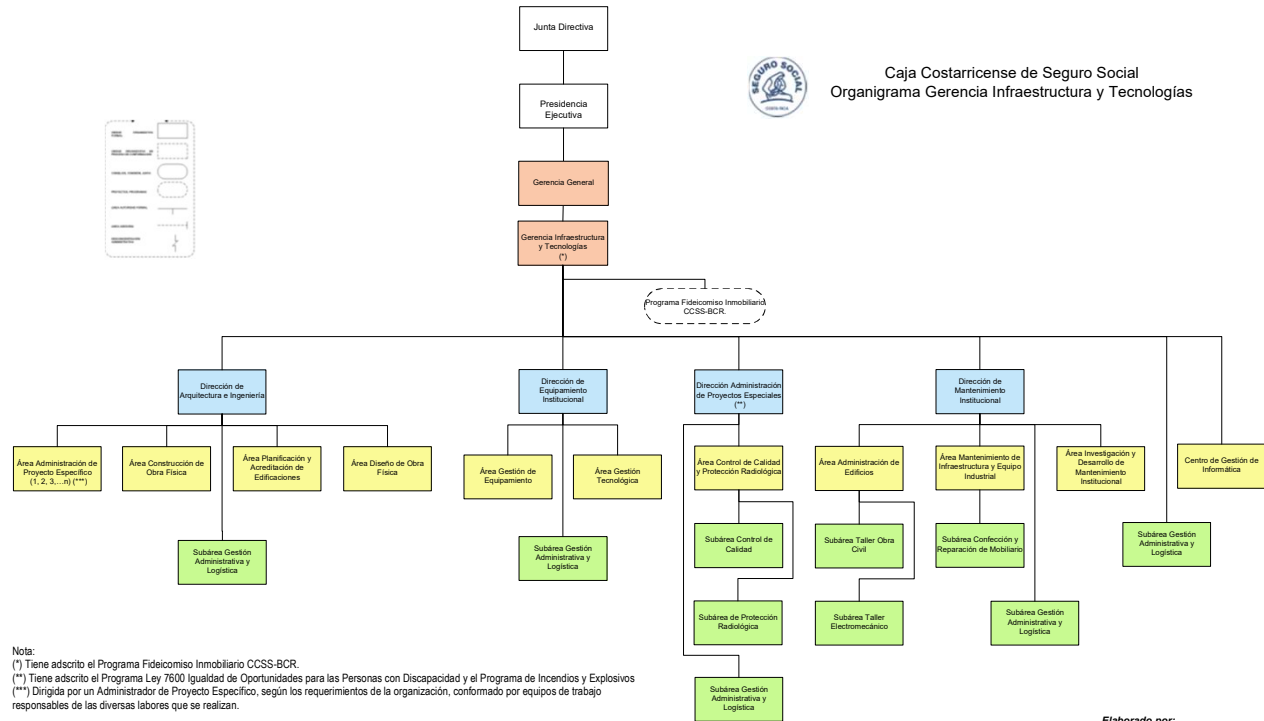 Junta Directiva
Caja Costarricense de Seguro Social
Organigrama Gerencia Infraestructura y Tecnologías
SEGURO SOCIAL
COSTA RICA
Presidencia
Ejecutiva
Gerencia General
Gerencia Infraestructura
y Tecnologías
(*)
Programa Fideicomiso Inmobiliario
CCSS-BCR.
Dirección de
Arquitectura e Ingeniería
Dirección de
Equipamiento
Institucional
Dirección Administración
de Proyectos Especiales
(**)
Dirección de
Mantenimiento
Institucional
Área Administración de
Proyecto Específico
(1, 2, 3,...n) (***)
Área Construcción de
Obra Física
Área Planificación y
Acreditación de
Edificaciones
Área Diseño de Obra
Física
Área Gestión de
Equipamiento
Área Gestión
Tecnológica
Área Control de Calidad
y Protección Radiológica
Área Administración de
Edificios
Área Mantenimiento de
Infraestructura y Equipo
Industrial
Área Investigación y
Desarrollo de
Mantenimiento
Institucional
Centro de Gestión de
Informática
Subárea Gestión
Administrativa y
Logística
Subárea Gestión
Administrativa y
Logística
Subárea Control de
Calidad
Subárea Taller Obra
Civil
Subárea Confección y
Reparación de Mobiliario
Subárea Gestión
Administrativa y
Logística
Subárea de Protección
Radiológica
Subárea Taller
Electromecánico
Subárea Gestión
Administrativa y
Logística
Subárea Gestión
Administrativa y
Logística
Nota:
(*) Tiene adscrito el Programa Fideicomiso Inmobiliario CCSS-BCR.
(**) Tiene adscrito el Programa Ley 7600 Igualdad de Oportunidades para las Personas con Discapacidad y el Programa de Incendios y Explosivos
(***) Dirigida por un Administrador de Proyecto Específico, según los requerimientos de la organización, conformado por equipos de trabajo
responsables de las diversas labores que se realizan.
Elaborado por: